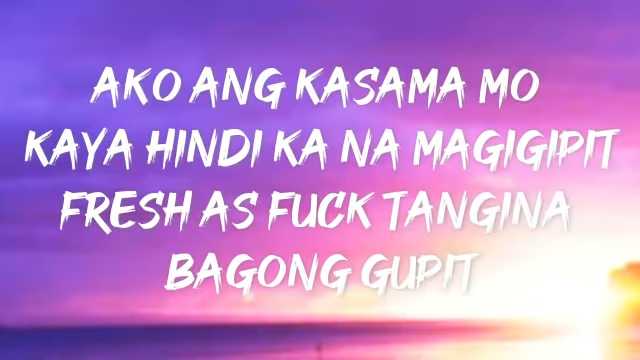 AKO ANG KASAMA MO
KAYA HINDI KA NA MAGIGIPIT
FRESH AS FUCK TANGINA
BAGONG GUPIT